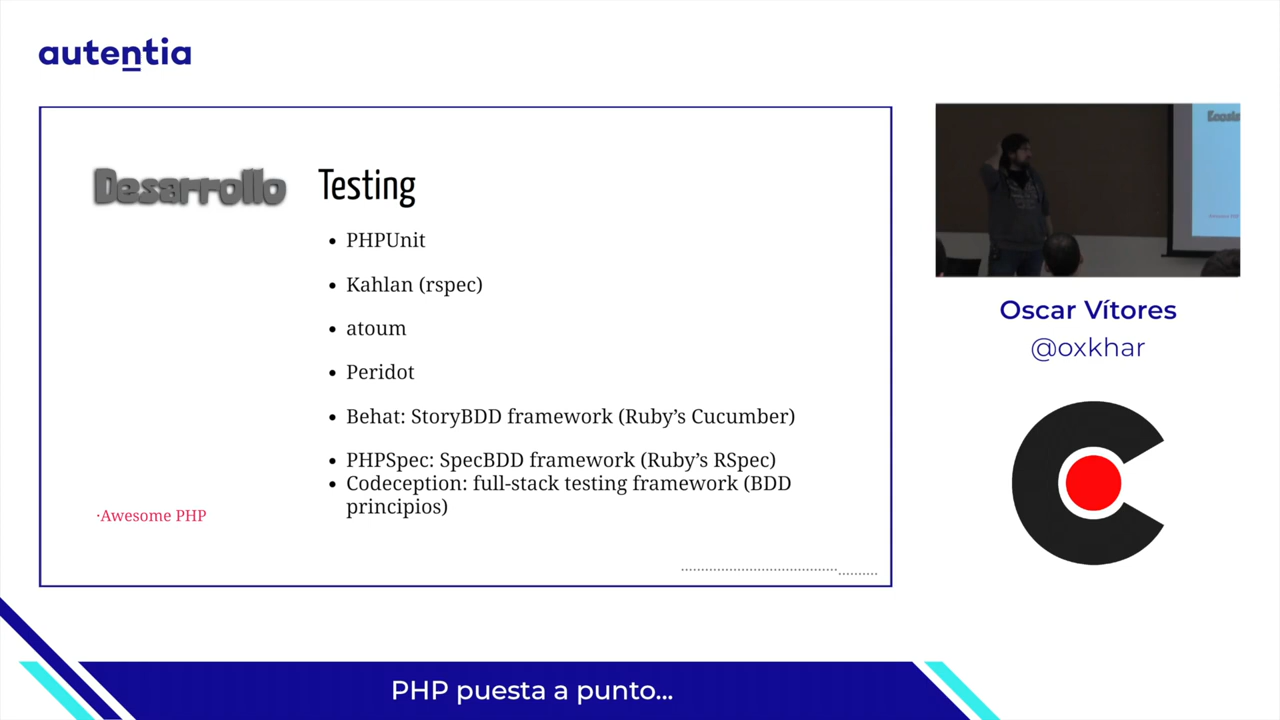 autentia
Desarrollo
Testing
• PHPUnit
• Kahlan (rspec)
• atoum
• Peridot
• Behat: StoryBDD framework (Ruby’s Cucumber)
• PHPSpec: SpecBDD framework (Ruby’s RSpec)
• Codeception: full-stack testing framework (BDD
principios)
·Awesome PHP
Oscar Vítores
@oxkhar
PHP puesta a punto...